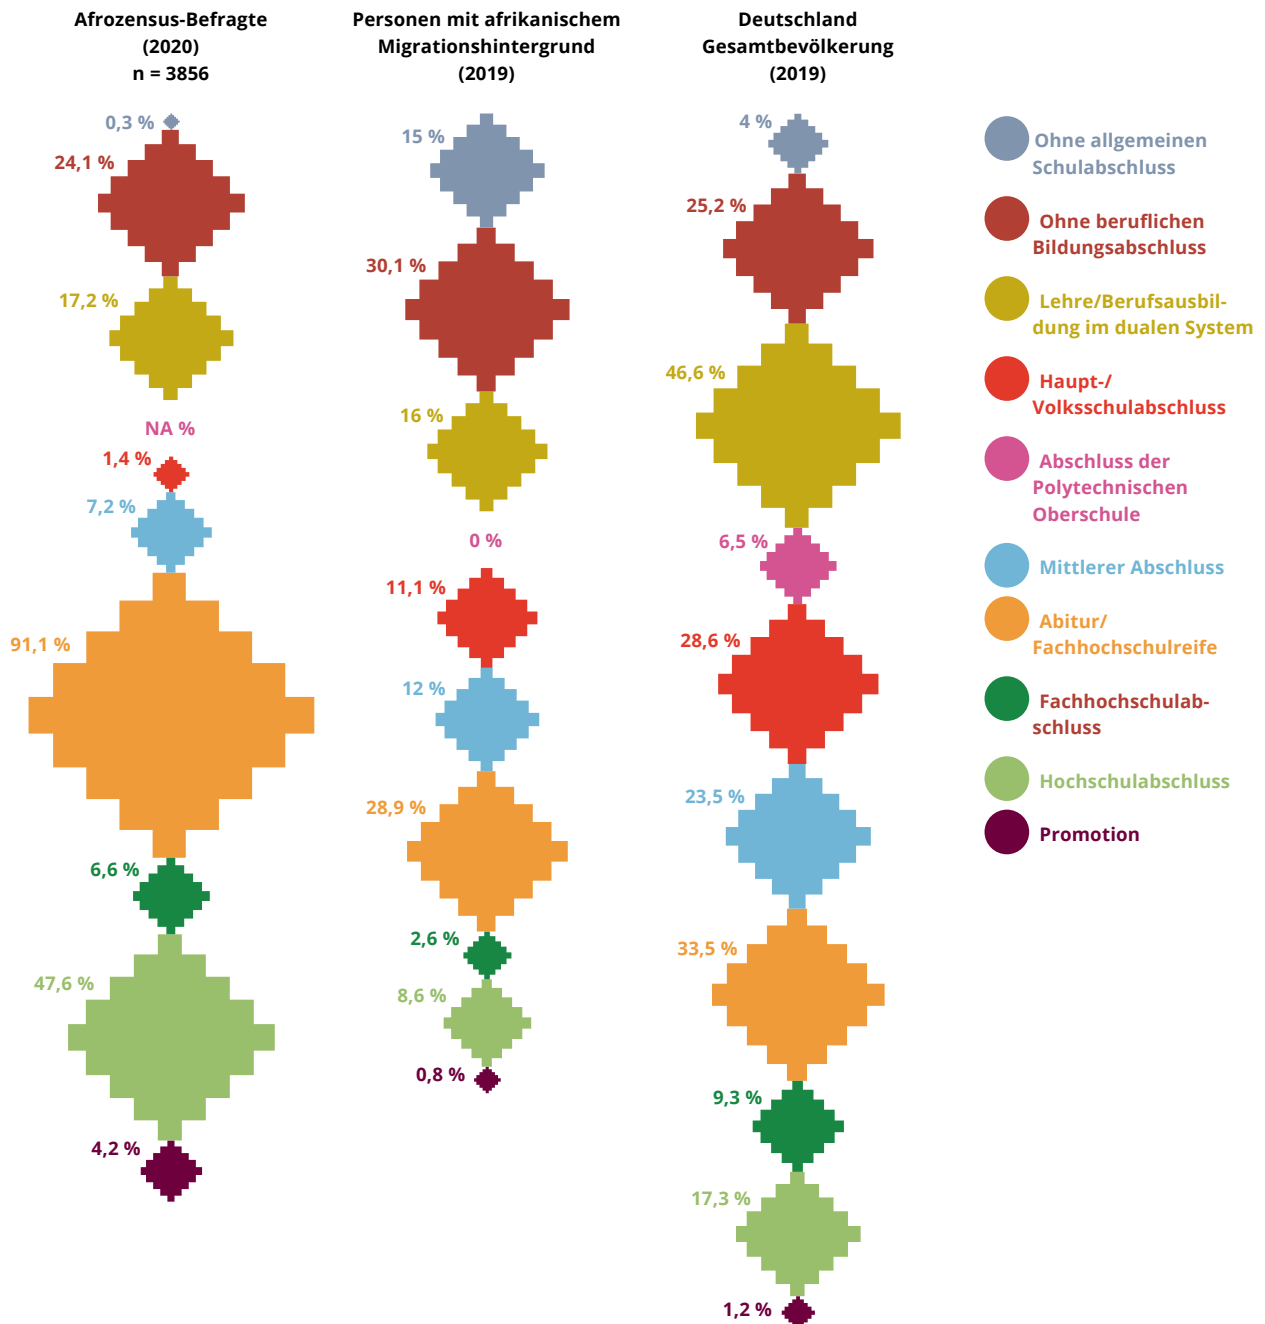 Afrozensus-Befragte
(2020)
n = 3856
0,3 %
24,1 %
17,2 %
NA %
1,4 %
7,2 %
91,1 %
6,6 %
47,6 %
4,2 %
Personen mit afrikanischem
Migrationshintergrund
(2019)
15 %
30,1 %
16 %
0 %
11,1 %
12 %
28,9 %
2,6 %
8,6 %
0,8 %
Deutschland
Gesamtbevölkerung
(2019)
4 %
25,2 %
46,6 %
6,5 %
28,6 %
23,5 %
33,5 %
9,3 %
17,3 %
1,2 %
Ohne allgemeinen
Schulabschluss
Ohne beruflichen
Bildungsabschluss
Lehre/Berufsausbil-
dung im dualen System
Haupt-/
Volksschulabschluss
Abschluss der
Polytechnischen
Oberschule
Mittlerer Abschluss
Abitur/
Fachhochschulreife
Fachhochschulab-
schluss
Hochschulabschluss
Promotion